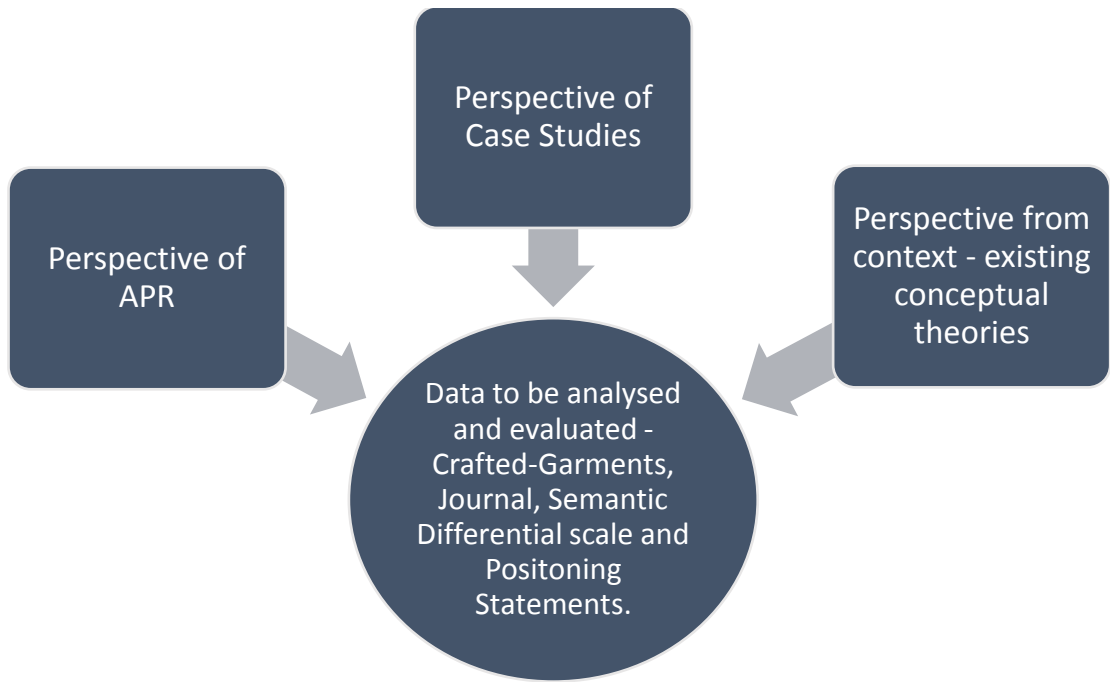 Perspective of
Case Studies
Perspective of
APR
Perspective from
context - existing
conceptual
theories
Data to be analysed
and evaluated -
Crafted-Garments,
Journal, Semantic
Differential scale and
Positoning
Statements.